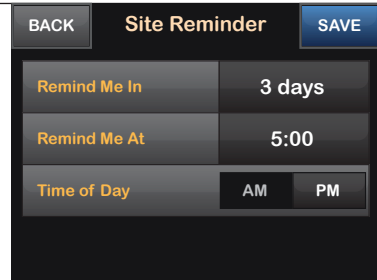 BACK Site Reminder SAVE
Remind Me In 3 days
Remind Me At 5:00
Time of Day AM PM